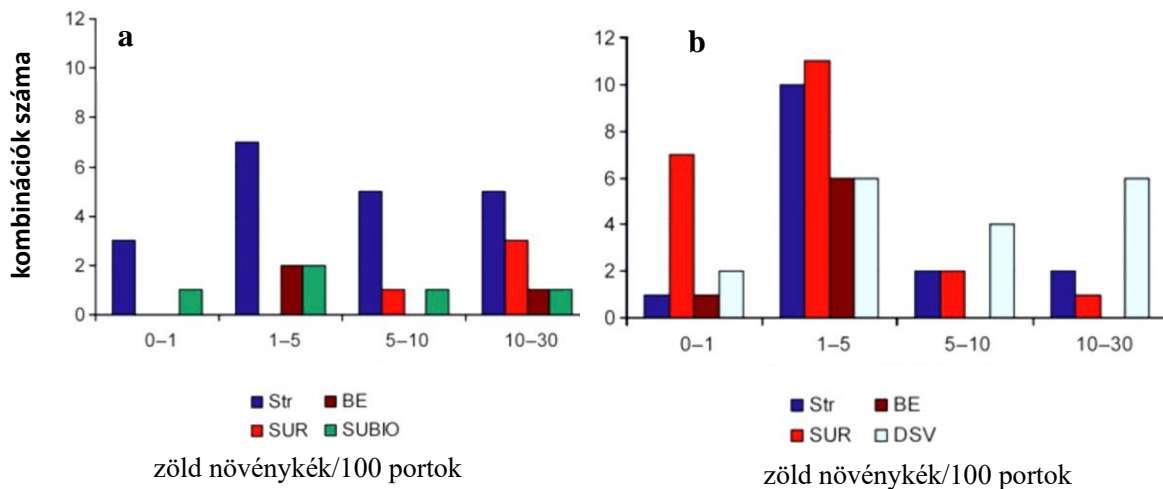 a
kombinációk száma
12
10
8
6
4
2
0
0–1 1–5 5–10 10–30
Str BE
SUR SUBIO
zöld növénykék/100 portok
b
12
10
8
6
4
2
0
0–1 1–5 5–10 10–30
Str BE
SUR DSV
zöld növénykék/100 portok